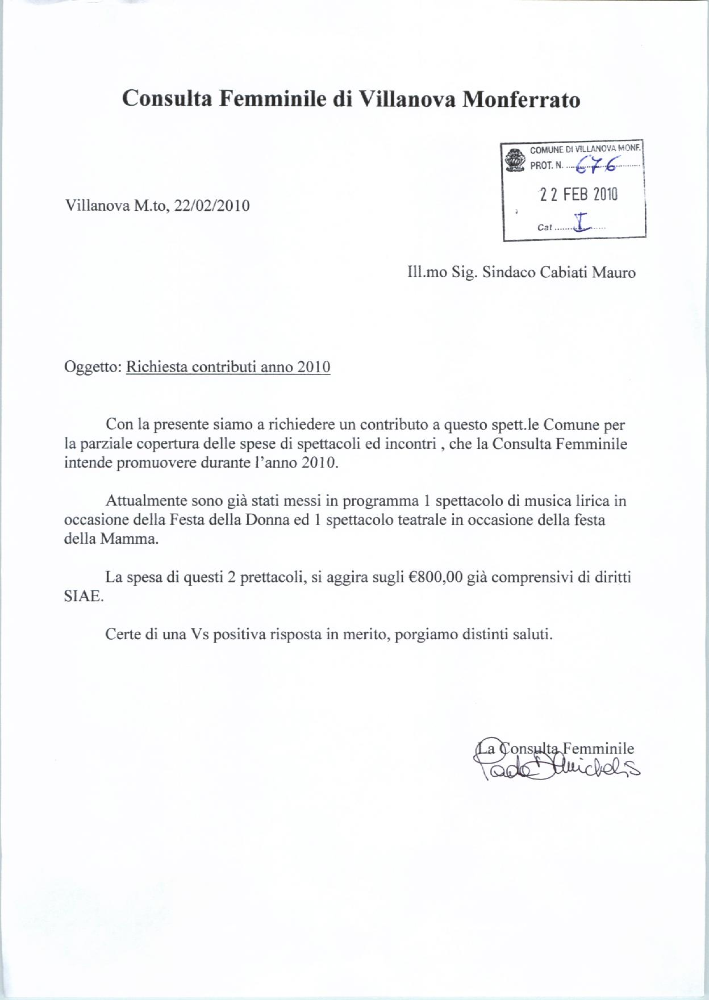 Consulta Femminile di Villanova Monferrato
COMUNE DI VILLANOVA MONF.
PROT. N. ... 676 ...
22 FEB 2010
Cat ... I ...
Villanova M.to, 22/02/2010
Ill.mo Sig. Sindaco Cabiati Mauro
Oggetto: Richiesta contributi anno 2010
Con la presente siamo a richiedere un contributo a questo spett.le Comune per
la parziale copertura delle spese di spettacoli ed incontri , che la Consulta Femminile
intende promuovere durante l'anno 2010.
Attualmente sono già stati messi in programma 1 spettacolo di musica lirica in
occasione della Festa della Donna ed 1 spettacolo teatrale in occasione della festa
della Mamma.
La spesa di questi 2 prettacoli, si aggira sugli €800,00 già comprensivi di diritti
SIAE.
Certe di una Vs positiva risposta in merito, porgiamo distinti saluti.
La Consulta Femminile